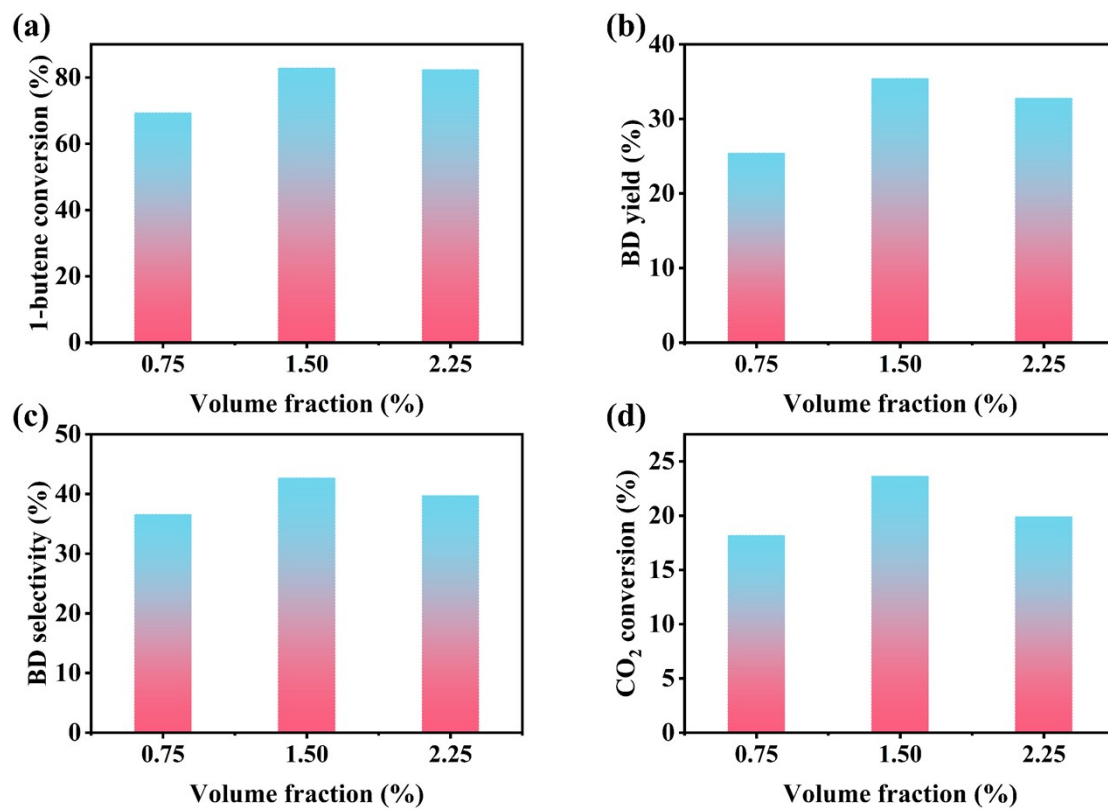 (a)
1-butene conversion (%)
80
60
40
20
0
0.75 1.50 2.25
Volume fraction (%)
(b)
BD yield (%)
40
30
20
10
0
0.75 1.50 2.25
Volume fraction (%)
(c)
BD selectivity (%)
50
40
30
20
10
0
0.75 1.50 2.25
Volume fraction (%)
(d)
CO₂ conversion (%)
25
20
15
10
5
0
0.75 1.50 2.25
Volume fraction (%)